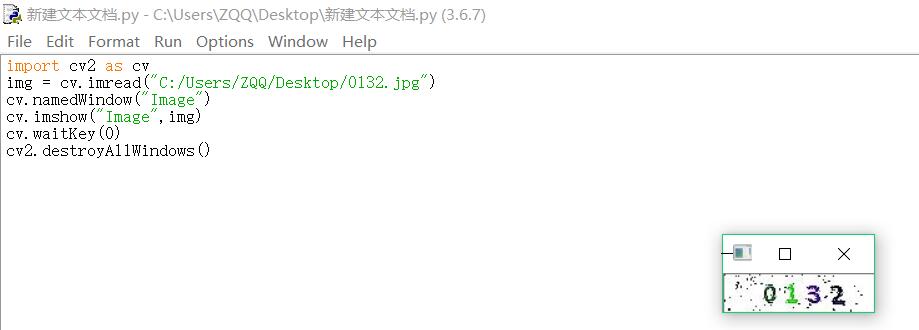 新建文本文档.py - C:\Users\ZQQ\Desktop\新建文本文档.py (3.6.7)
File Edit Format Run Options Window Help
import cv2 as cv
img = cv.imread("C:/Users/ZQQ/Desktop/0132.jpg")
cv.namedWindow("Image")
cv.imshow("Image",img)
cv.waitKey(0)
cv2.destroyAllWindows()
0132